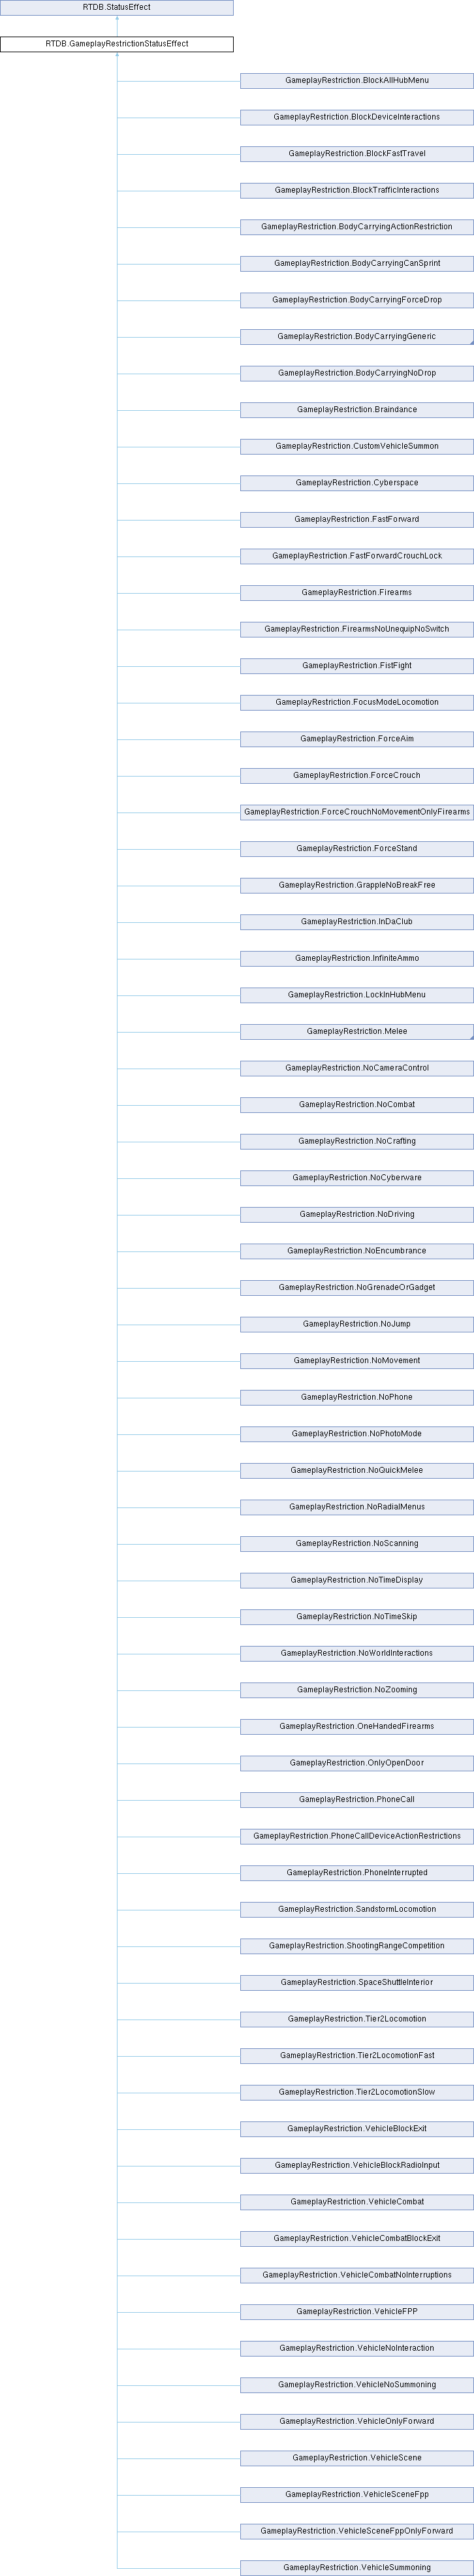 RTDB.StatusEffect
RTDB.GameplayRestrictionStatusEffect
GameplayRestriction.BlockAllHubMenu
GameplayRestriction.BlockDeviceInteractions
GameplayRestriction.BlockFastTravel
GameplayRestriction.BlockTrafficInteractions
GameplayRestriction.BodyCarryingActionRestriction
GameplayRestriction.BodyCarryingCanSprint
GameplayRestriction.BodyCarryingForceDrop
GameplayRestriction.BodyCarryingGeneric
GameplayRestriction.BodyCarryingNoDrop
GameplayRestriction.Braindance
GameplayRestriction.CustomVehicleSummon
GameplayRestriction.Cyberspace
GameplayRestriction.FastForward
GameplayRestriction.FastForwardCrouchLock
GameplayRestriction.Firearms
GameplayRestriction.FirearmsNoUnequipNoSwitch
GameplayRestriction.FistFight
GameplayRestriction.FocusModeLocomotion
GameplayRestriction.ForceAim
GameplayRestriction.ForceCrouch
GameplayRestriction.ForceCrouchNoMovementOnlyFirearms
GameplayRestriction.ForceStand
GameplayRestriction.GrappleNoBreakFree
GameplayRestriction.InDaClub
GameplayRestriction.InfiniteAmmo
GameplayRestriction.LockInHubMenu
GameplayRestriction.Melee
GameplayRestriction.NoCameraControl
GameplayRestriction.NoCombat
GameplayRestriction.NoCrafting
GameplayRestriction.NoCyberware
GameplayRestriction.NoDriving
GameplayRestriction.NoEncumbrance
GameplayRestriction.NoGrenadeOrGadget
GameplayRestriction.NoJump
GameplayRestriction.NoMovement
GameplayRestriction.NoPhone
GameplayRestriction.NoPhotoMode
GameplayRestriction.NoQuickMelee
GameplayRestriction.NoRadialMenus
GameplayRestriction.NoScanning
GameplayRestriction.NoTimeDisplay
GameplayRestriction.NoTimeSkip
GameplayRestriction.NoWorldInteractions
GameplayRestriction.NoZooming
GameplayRestriction.OneHandedFirearms
GameplayRestriction.OnlyOpenDoor
GameplayRestriction.PhoneCall
GameplayRestriction.PhoneCallDeviceActionRestrictions
GameplayRestriction.PhoneInterrupted
GameplayRestriction.SandstormLocomotion
GameplayRestriction.ShootingRangeCompetition
GameplayRestriction.SpaceShuttleInterior
GameplayRestriction.Tier2Locomotion
GameplayRestriction.Tier2LocomotionFast
GameplayRestriction.Tier2LocomotionSlow
GameplayRestriction.VehicleBlockExit
GameplayRestriction.VehicleBlockRadioInput
GameplayRestriction.VehicleCombat
GameplayRestriction.VehicleCombatBlockExit
GameplayRestriction.VehicleCombatNoInterruptions
GameplayRestriction.VehicleFPP
GameplayRestriction.VehicleNoInteraction
GameplayRestriction.VehicleNoSummoning
GameplayRestriction.VehicleOnlyForward
GameplayRestriction.VehicleScene
GameplayRestriction.VehicleSceneFpp
GameplayRestriction.VehicleSceneFppOnlyForward
GameplayRestriction.VehicleSummoning